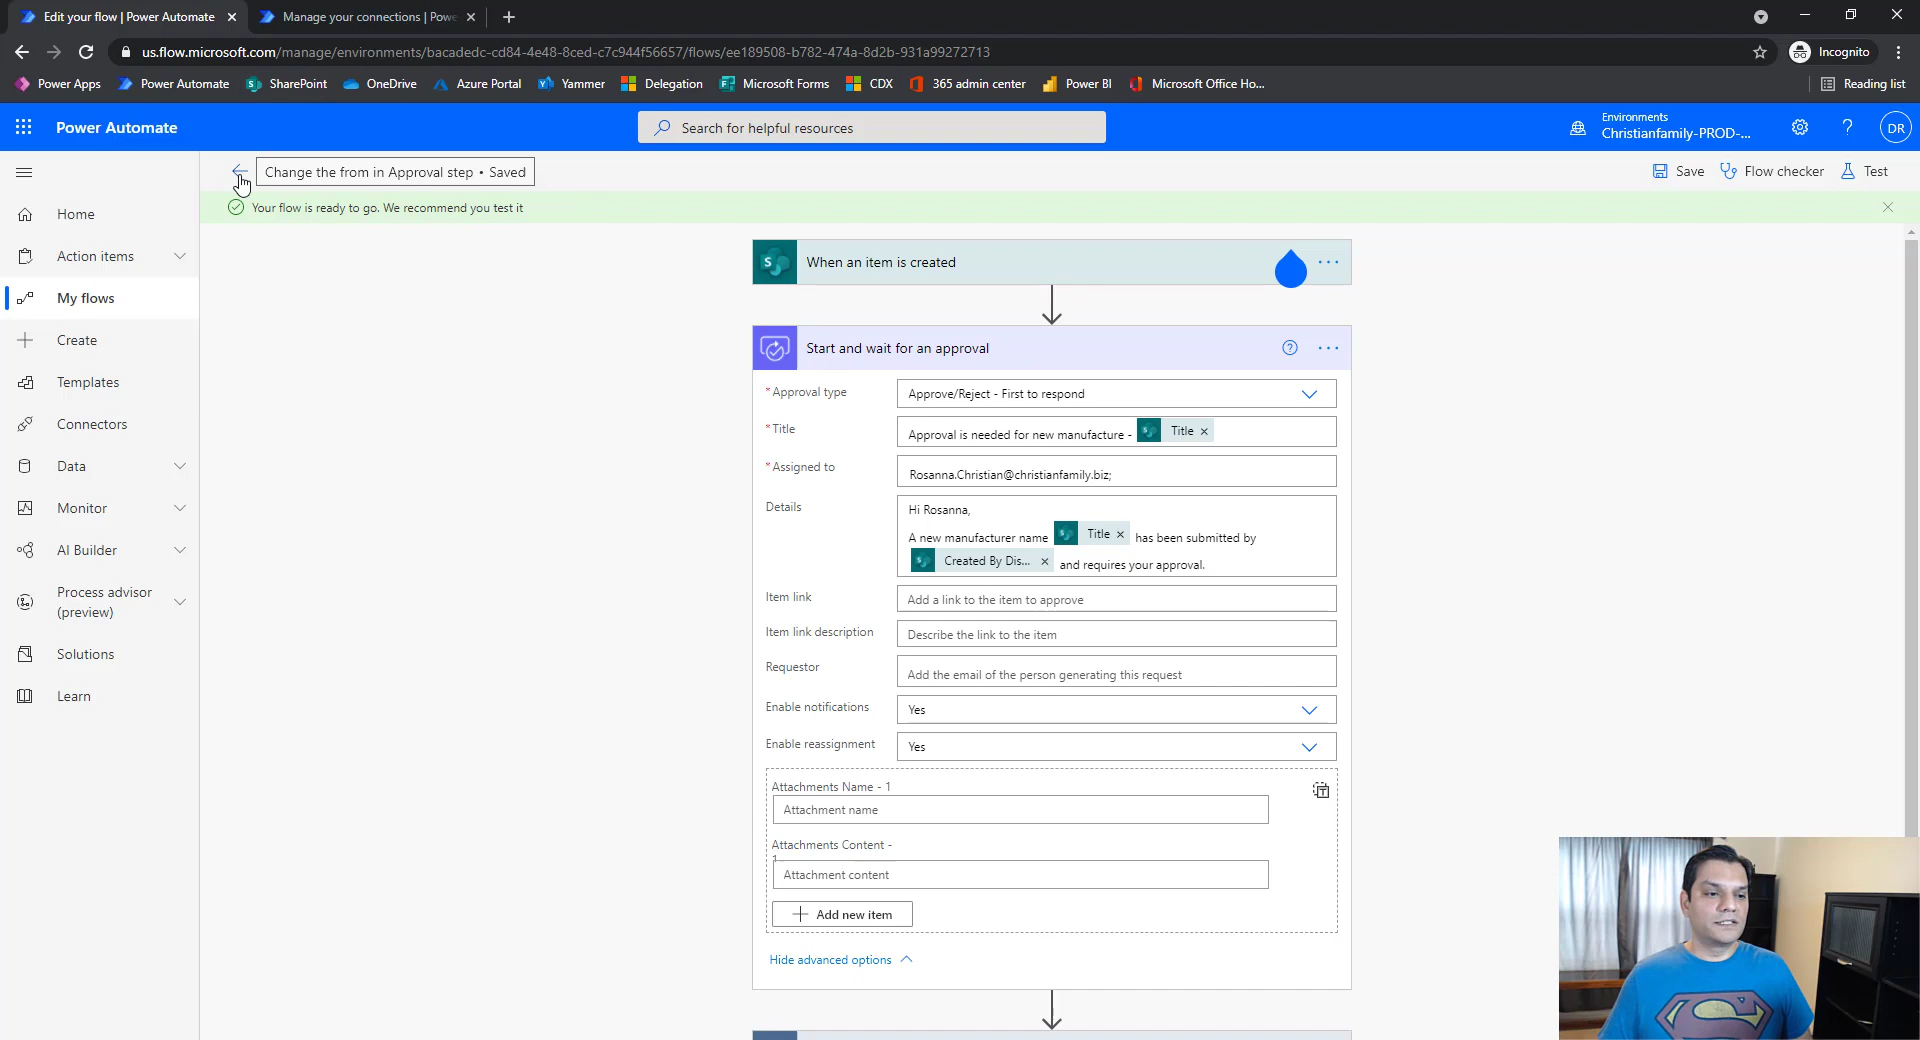 Edit your flow | Power Automate
Manage your connections | Powe
us.flow.microsoft.com/manage/environments/bacadedc-cd84-4e48-8ced-c7c944f56657/flows/ee189508-b782-474a-8d2b-931a99272713
Incognito
Power Apps
Power Automate
SharePoint
OneDrive
Azure Portal
Yammer
Delegation
Microsoft Forms
CDX
365 admin center
Power BI
Microsoft Office Ho...
Reading list
Power Automate
Search for helpful resources
Environments
Christianfamily-PROD-...
?
DR
Change the from in Approval step • Saved
Save
Flow checker
Test
Your flow is ready to go. We recommend you test it
Home
Action items
My flows
Create
Templates
Connectors
Data
Monitor
AI Builder
Process advisor
(preview)
Solutions
Learn
S
When an item is created
...
Start and wait for an approval
?
...
* Approval type
Approve/Reject - First to respond
* Title
Approval is needed for new manufacture - Title ×
* Assigned to
Rosanna.Christian@christianfamily.biz;
Details
Hi Rosanna,
A new manufacturer name Title × has been submitted by
Created By Dis... × and requires your approval.
Item link
Add a link to the item to approve
Item link description
Describe the link to the item
Requestor
Add the email of the person generating this request
Enable notifications
Yes
Enable reassignment
Yes
Attachments Name - 1
Attachment name
Attachments Content -
1
Attachment content
Add new item
Hide advanced options